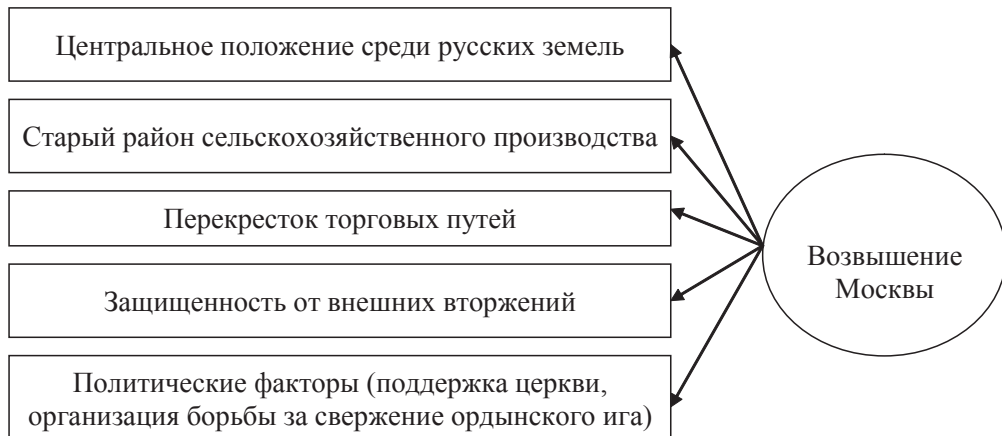 Центральное положение среди русских земель
Старый район сельскохозяйственного производства
Перекресток торговых путей
Защищенность от внешних вторжений
Политические факторы (поддержка церкви,
организация борьбы за свержение ордынского ига)
Возвышение
Москвы